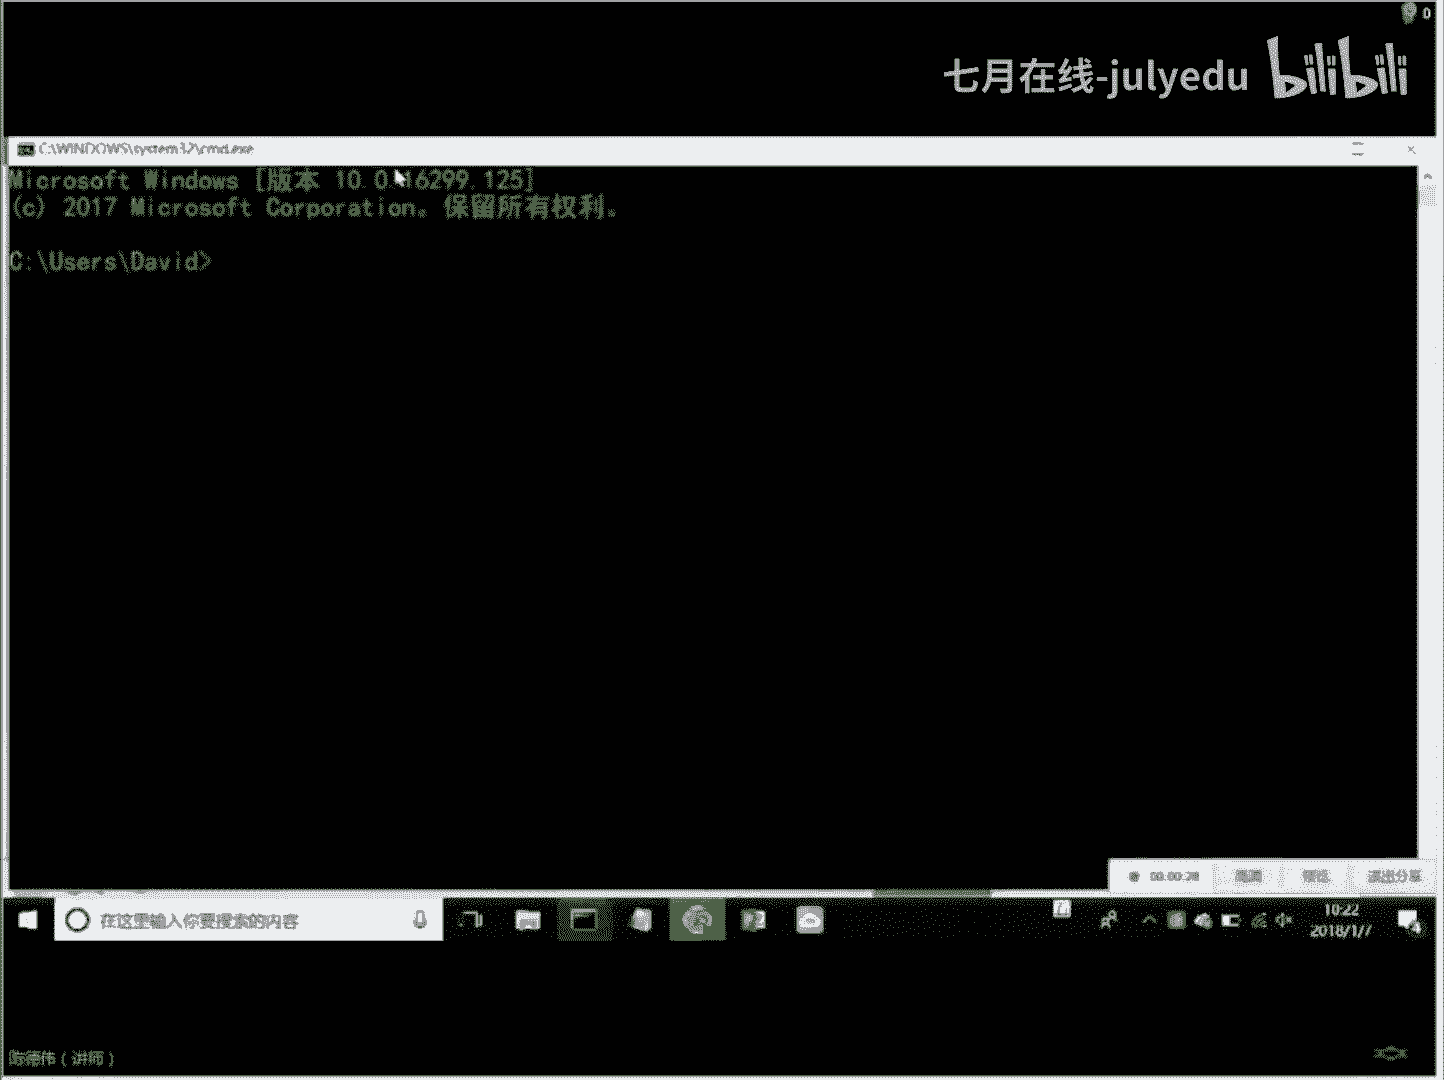 0
七月在线-julyedu bilibili
C:\WINDOWS\system32\cmd.exe
Microsoft Windows [版本 10.0.16299.125]
(c) 2017 Microsoft Corporation。保留所有权利。
C:\Users\David>
00:00:28 退出分享
在这里输入你要搜索的内容
10:22
2018/1/7
4
德伟（讲师）